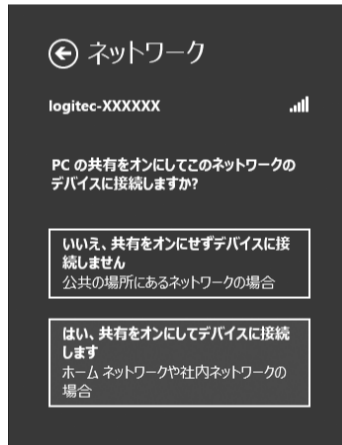 ネットワーク
logitec-XXXXXX
PC の共有をオンにしてこのネットワークの
デバイスに接続しますか?
いいえ、共有をオンにせずデバイスに接
続しません
公共の場所にあるネットワークの場合
はい、共有をオンにしてデバイスに接続
します
ホーム ネットワークや社内ネットワークの
場合